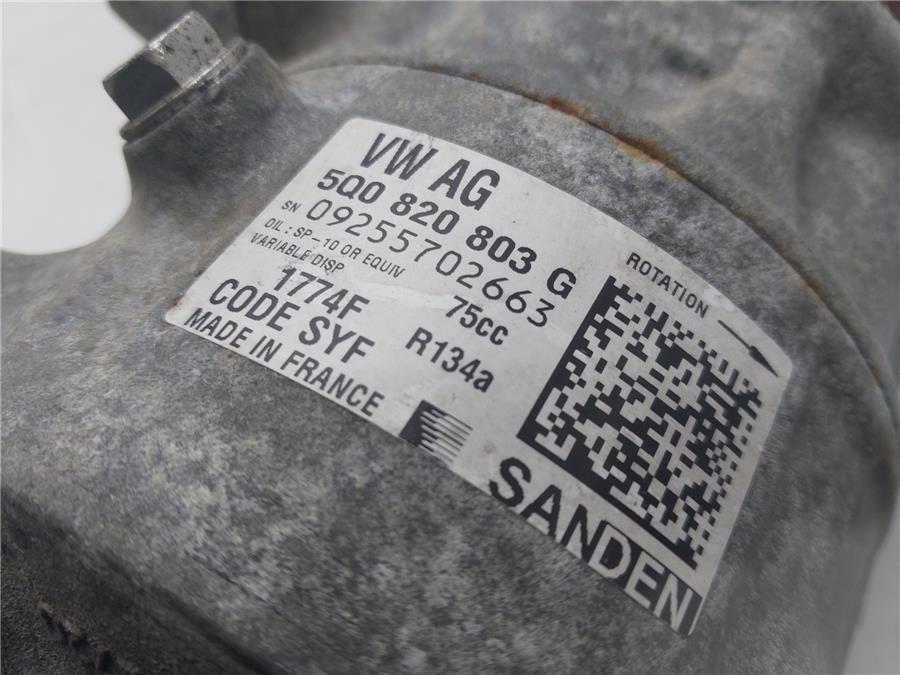 VW AG
5Q0 820 803 G
SN 09255702663
OIL : SP-10 OR EQUIV
VARIABLE DISP 75cc
1774F R134a
CODE SYF
MADE IN FRANCE
ROTATION
SANDEN